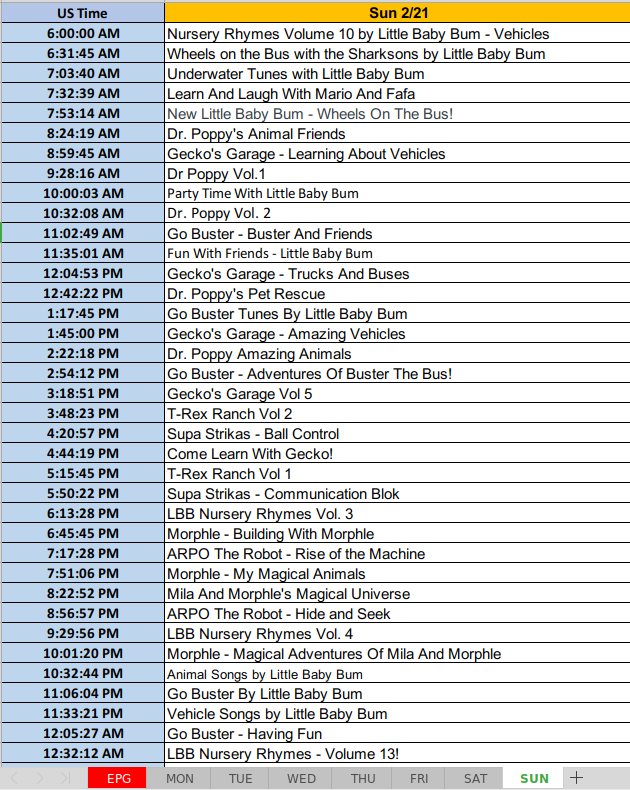 US Time Sun 2/21
6:00:00 AM Nursery Rhymes Volume 10 by Little Baby Bum - Vehicles
6:31:45 AM Wheels on the Bus with the Sharksons by Little Baby Bum
7:03:40 AM Underwater Tunes with Little Baby Bum
7:32:39 AM Learn And Laugh With Mario And Fafa
7:53:14 AM New Little Baby Bum - Wheels On The Bus!
8:24:19 AM Dr. Poppy's Animal Friends
8:59:45 AM Gecko's Garage - Learning About Vehicles
9:28:16 AM Dr Poppy Vol.1
10:00:03 AM Party Time With Little Baby Bum
10:32:08 AM Dr. Poppy Vol. 2
11:02:49 AM Go Buster - Buster And Friends
11:35:01 AM Fun With Friends - Little Baby Bum
12:04:53 PM Gecko's Garage - Trucks And Buses
12:42:22 PM Dr. Poppy's Pet Rescue
1:17:45 PM Go Buster Tunes By Little Baby Bum
1:45:00 PM Gecko's Garage - Amazing Vehicles
2:22:18 PM Dr. Poppy Amazing Animals
2:54:12 PM Go Buster - Adventures Of Buster The Bus!
3:18:51 PM Gecko's Garage Vol 5
3:48:23 PM T-Rex Ranch Vol 2
4:20:57 PM Supa Strikas - Ball Control
4:44:19 PM Come Learn With Gecko!
5:15:45 PM T-Rex Ranch Vol 1
5:50:22 PM Supa Strikas - Communication Blok
6:13:28 PM LBB Nursery Rhymes Vol. 3
6:45:45 PM Morphle - Building With Morphle
7:17:28 PM ARPO The Robot - Rise of the Machine
7:51:06 PM Morphle - My Magical Animals
8:22:52 PM Mila And Morphle's Magical Universe
8:56:57 PM ARPO The Robot - Hide and Seek
9:29:56 PM LBB Nursery Rhymes Vol. 4
10:01:20 PM Morphle - Magical Adventures Of Mila And Morphle
10:32:44 PM Animal Songs by Little Baby Bum
11:06:04 PM Go Buster By Little Baby Bum
11:33:21 PM Vehicle Songs by Little Baby Bum
12:05:27 AM Go Buster - Having Fun
12:32:12 AM LBB Nursery Rhymes - Volume 13!
EPG MON TUE WED THU FRI SAT SUN